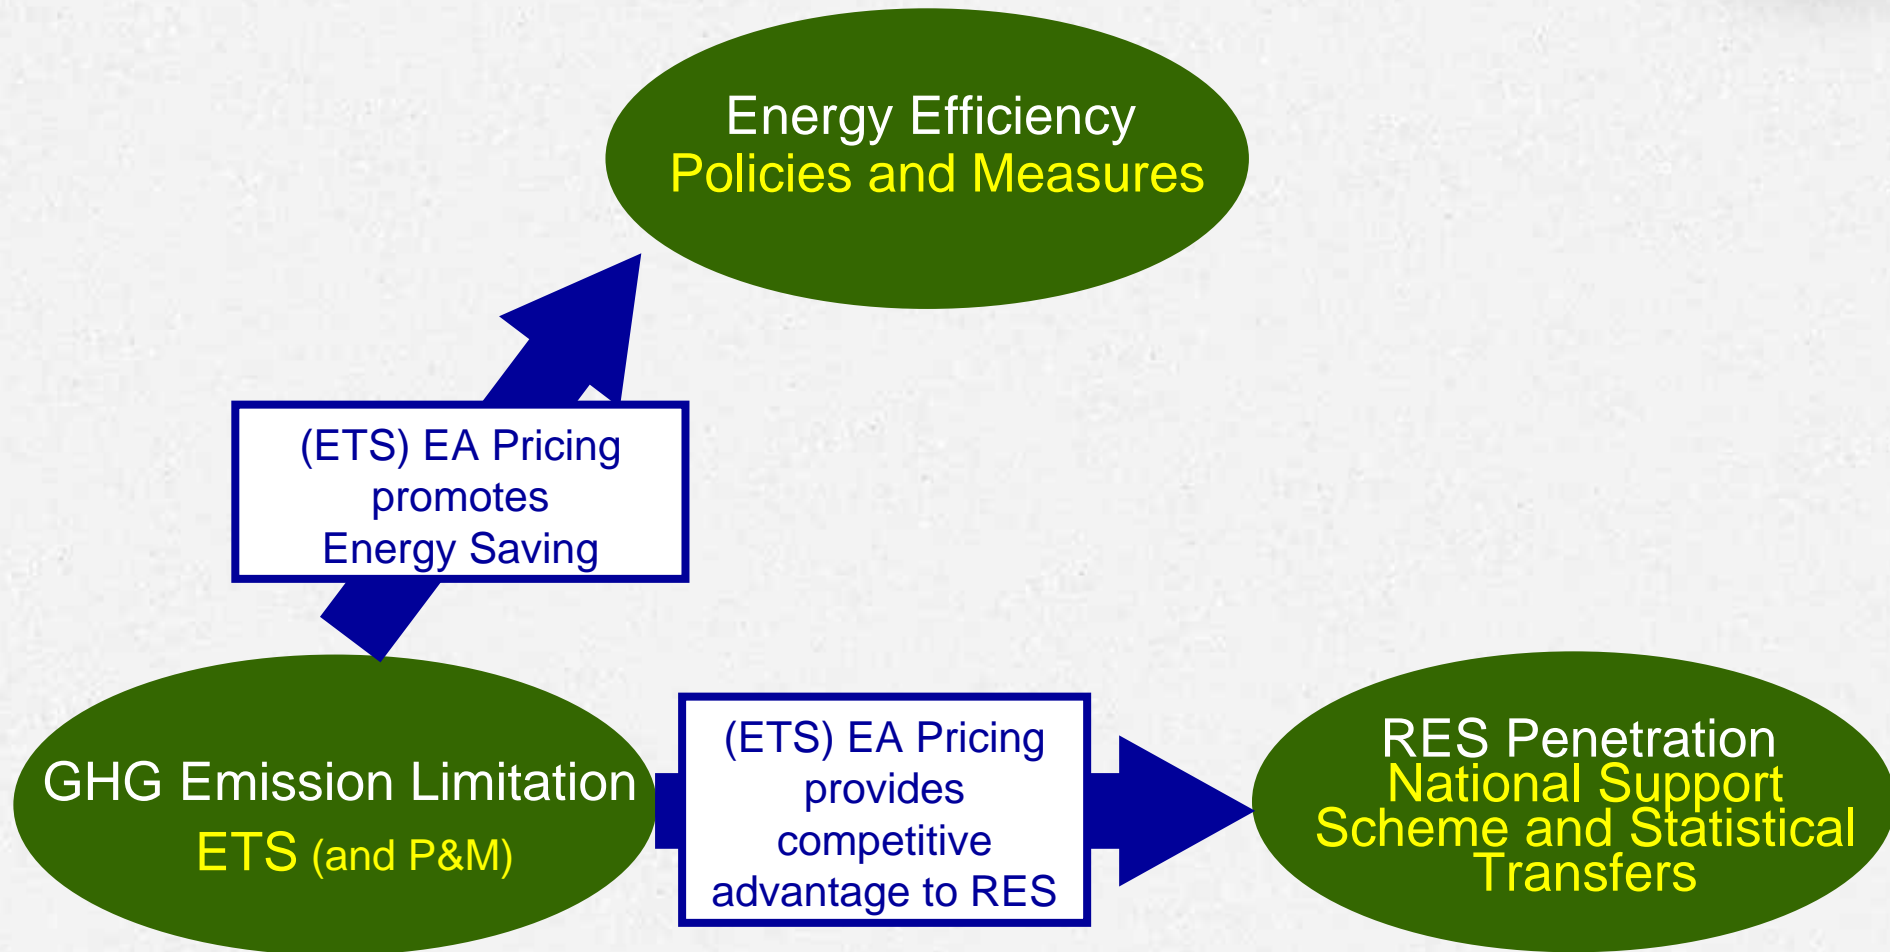 Energy Efficiency
Policies and Measures
(ETS) EA Pricing
promotes
Energy Saving
GHG Emission Limitation
ETS (and P&M)
(ETS) EA Pricing
provides
competitive
advantage to RES
RES Penetration
National Support
Scheme and Statistical
Transfers